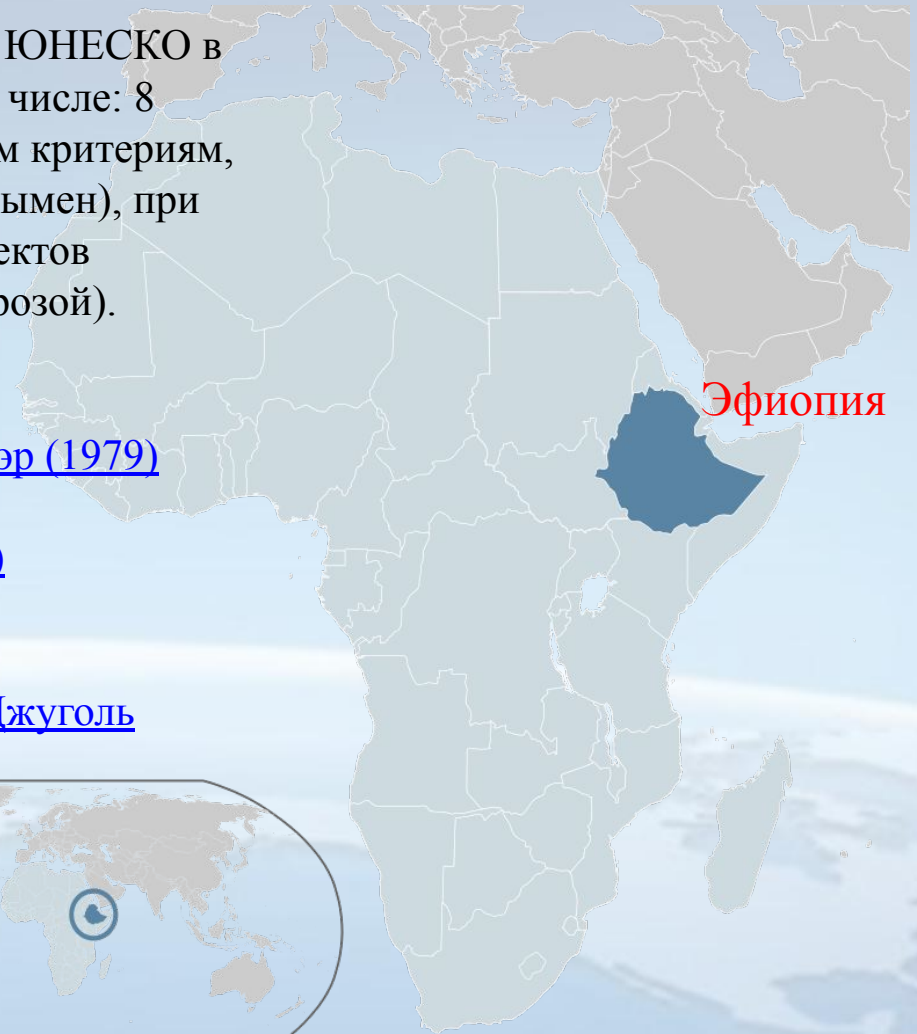 ЮНЕСКО в
числе: 8
м критериям,
ымен), при
ектов
розой).
Эфиопия
эр (1979)
)
Джуголь